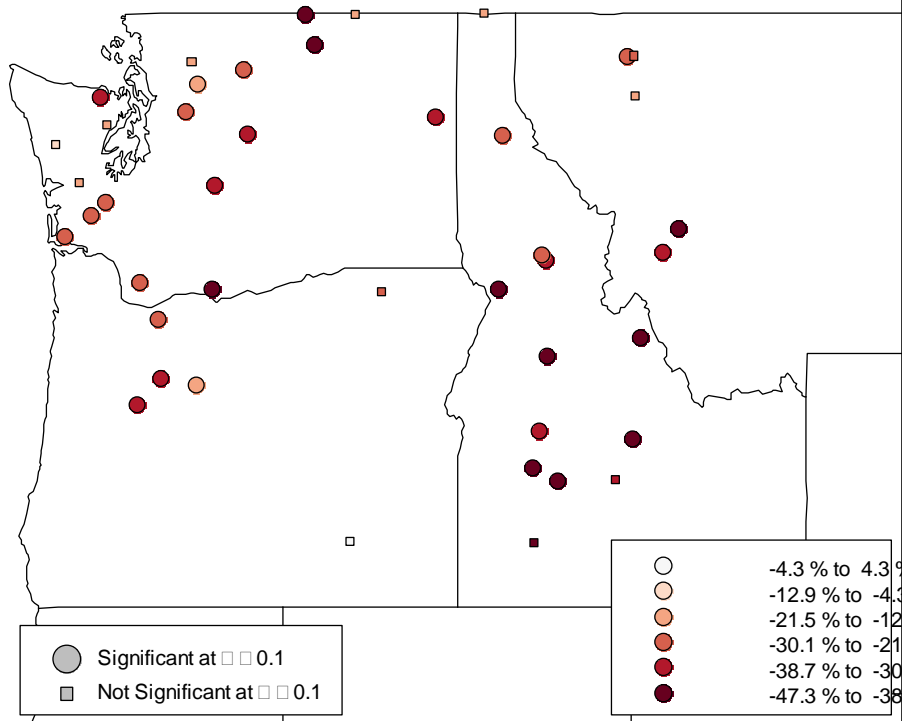 Significant at □ □ 0.1
Not Significant at □ □ 0.1
-4.3 % to 4.3 %
-12.9 % to -4.3
-21.5 % to -12
-30.1 % to -21
-38.7 % to -30
-47.3 % to -38